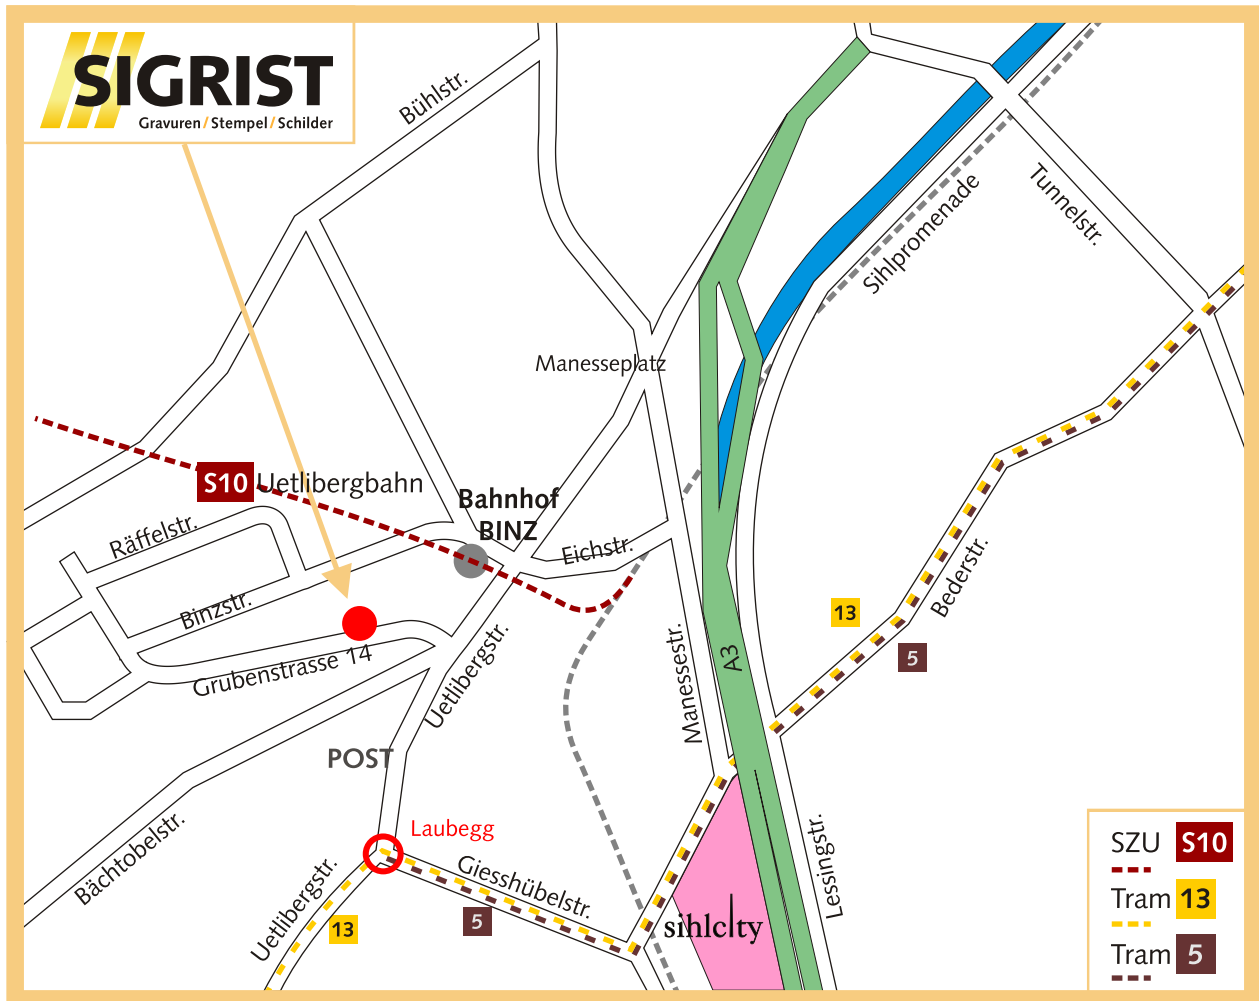 SIGRIST
Gravuren/Stempel/Schilder
Bühlstr.
Tunnelstr.
Sihlpromenade
Manesseplatz
S10 Uetlibergbahn
Bahnhof
BINZ
Räffelstr.
Eichstr.
Binzstr.
Bederstr.
13
5
Grubenstrasse 14
Uetlibergstr.
Manessestr.
A3
POST
Laubegg
Bächtobelstr.
Giesshübelstr.
Lessingstr.
Uetlibergstr.
13
5
sihlcity
SZU S10
Tram 13
Tram 5